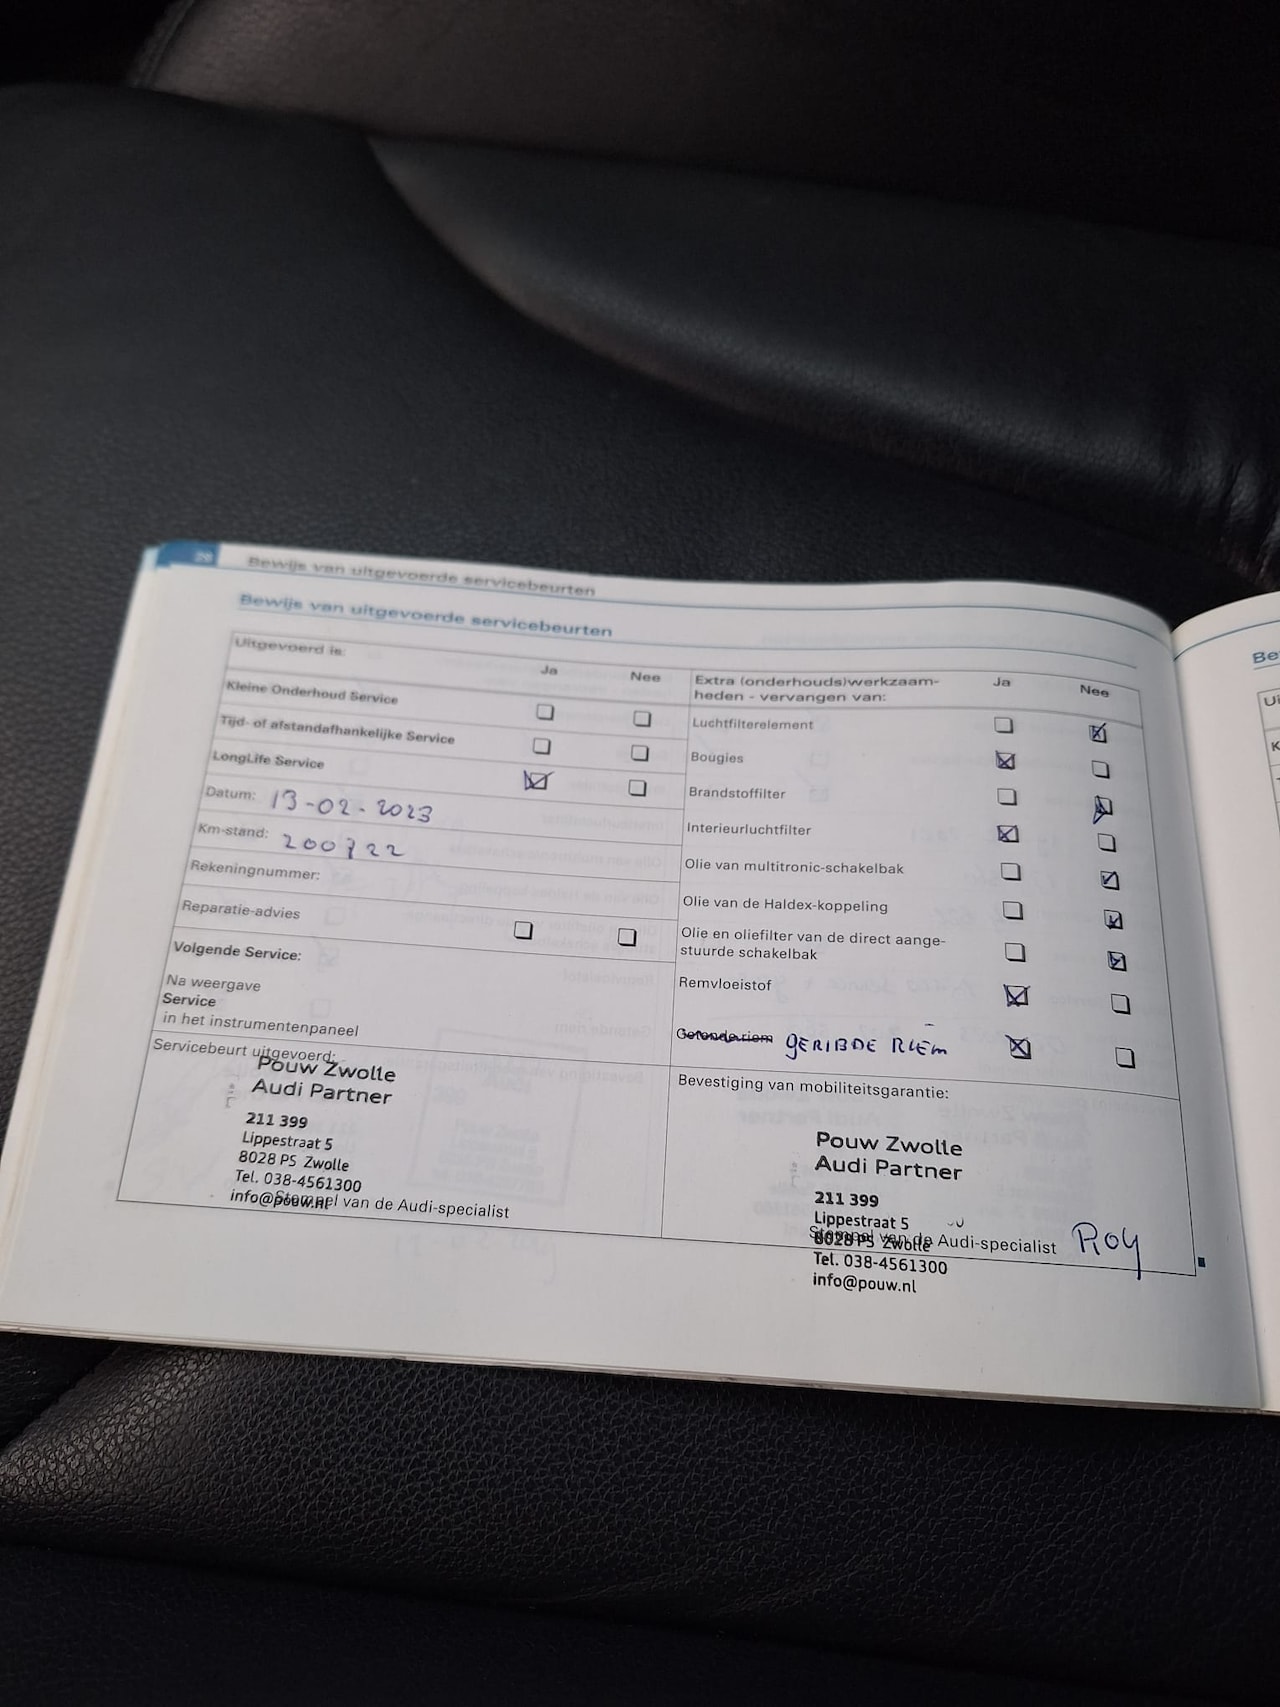 28 Bewijs van uitgevoerde servicebeurten
Bewijs van uitgevoerde servicebeurten
Uitgevoerd is: Ja Nee
Kleine Onderhoud Service
Tijd- of afstandafhankelijke Service
LongLife Service
Datum: 13-02-2023
Km-stand: 200722
Rekeningnummer:
Reparatie-advies
Volgende Service:
Na weergave
Service
in het instrumentenpaneel
Servicebeurt uitgevoerd:
Pouw Zwolle
Audi Partner
211 399
Lippestraat 5
8028 PS Zwolle
Tel. 038-4561300
info@pouw.nl
Stempel van de Audi-specialist
Extra (onderhouds)werkzaam- Ja Nee
heden - vervangen van:
Luchtfilterelement
Bougies
Brandstoffilter
Interieurluchtfilter
Olie van multitronic-schakelbak
Olie van de Haldex-koppeling
Olie en oliefilter van de direct aange-
stuurde schakelbak
Remvloeistof
Getande riem GERIBDE RIEM
Bevestiging van mobiliteitsgarantie:
Pouw Zwolle
Audi Partner
211 399
Lippestraat 5
Stempel van de Audi-specialist ROY
8028 PS Zwolle
Tel. 038-4561300
info@pouw.nl
Be
Ui
K